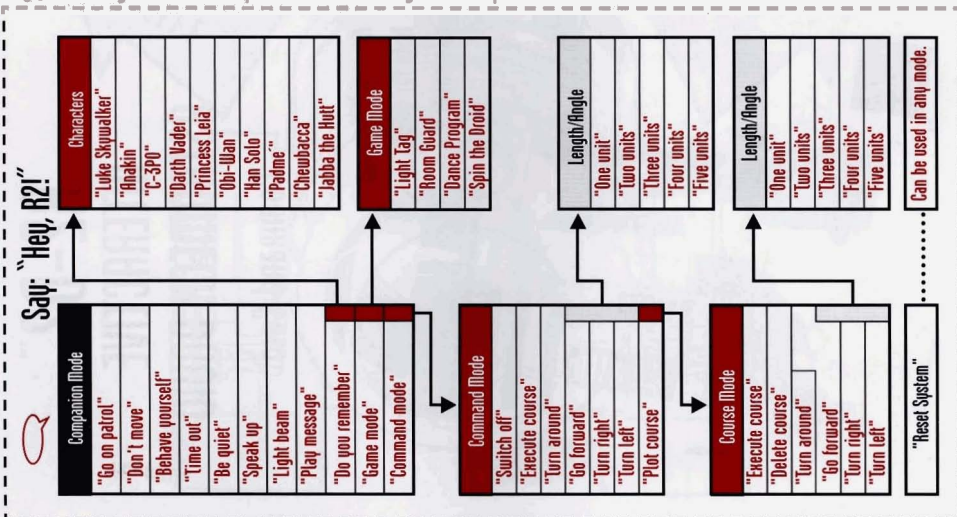 Say: "Hey, R2!"
Companion Mode
"Go on patrol"
"Don't move"
"Behave yourself"
"Time out"
"Be quiet"
"Speak up"
"Light beam"
"Play message"
"Do you remember"
"Game mode"
"Command mode"
Characters
"Luke Skywalker"
"Anakin"
"C-3PO"
"Darth Vader"
"Princess Leia"
"Obi-Wan"
"Han Solo"
"Padmé"
"Chewbacca"
"Jabba the Hutt"
Game Mode
"Light Tag"
"Room Guard"
"Dance Program"
"Spin the Droid"
Command Mode
"Switch off"
"Execute course"
"Turn around"
"Go forward"
"Turn right"
"Turn left"
"Plot course"
Length/Angle
"One unit"
"Two units"
"Three units"
"Four units"
"Five units"
Course Mode
"Execute course"
"Delete course"
"Turn around"
"Go forward"
"Turn right"
"Turn left"
Length/Angle
"One unit"
"Two units"
"Three units"
"Four units"
"Five units"
"Reset System"
Can be used in any mode.